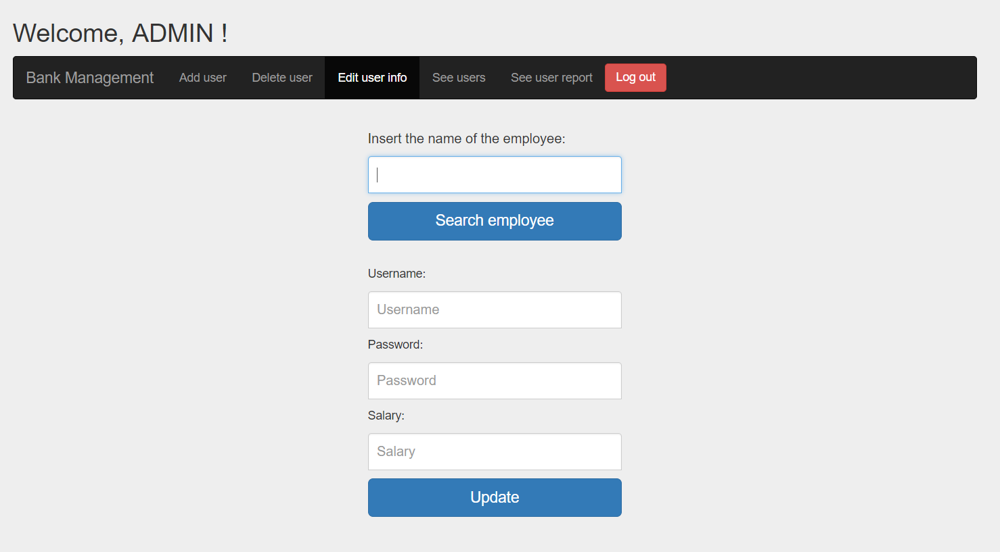 Welcome, ADMIN !
Bank Management Add user Delete user Edit user info See users See user report Log out
Insert the name of the employee:
Search employee
Username:
Username
Password:
Password
Salary:
Salary
Update